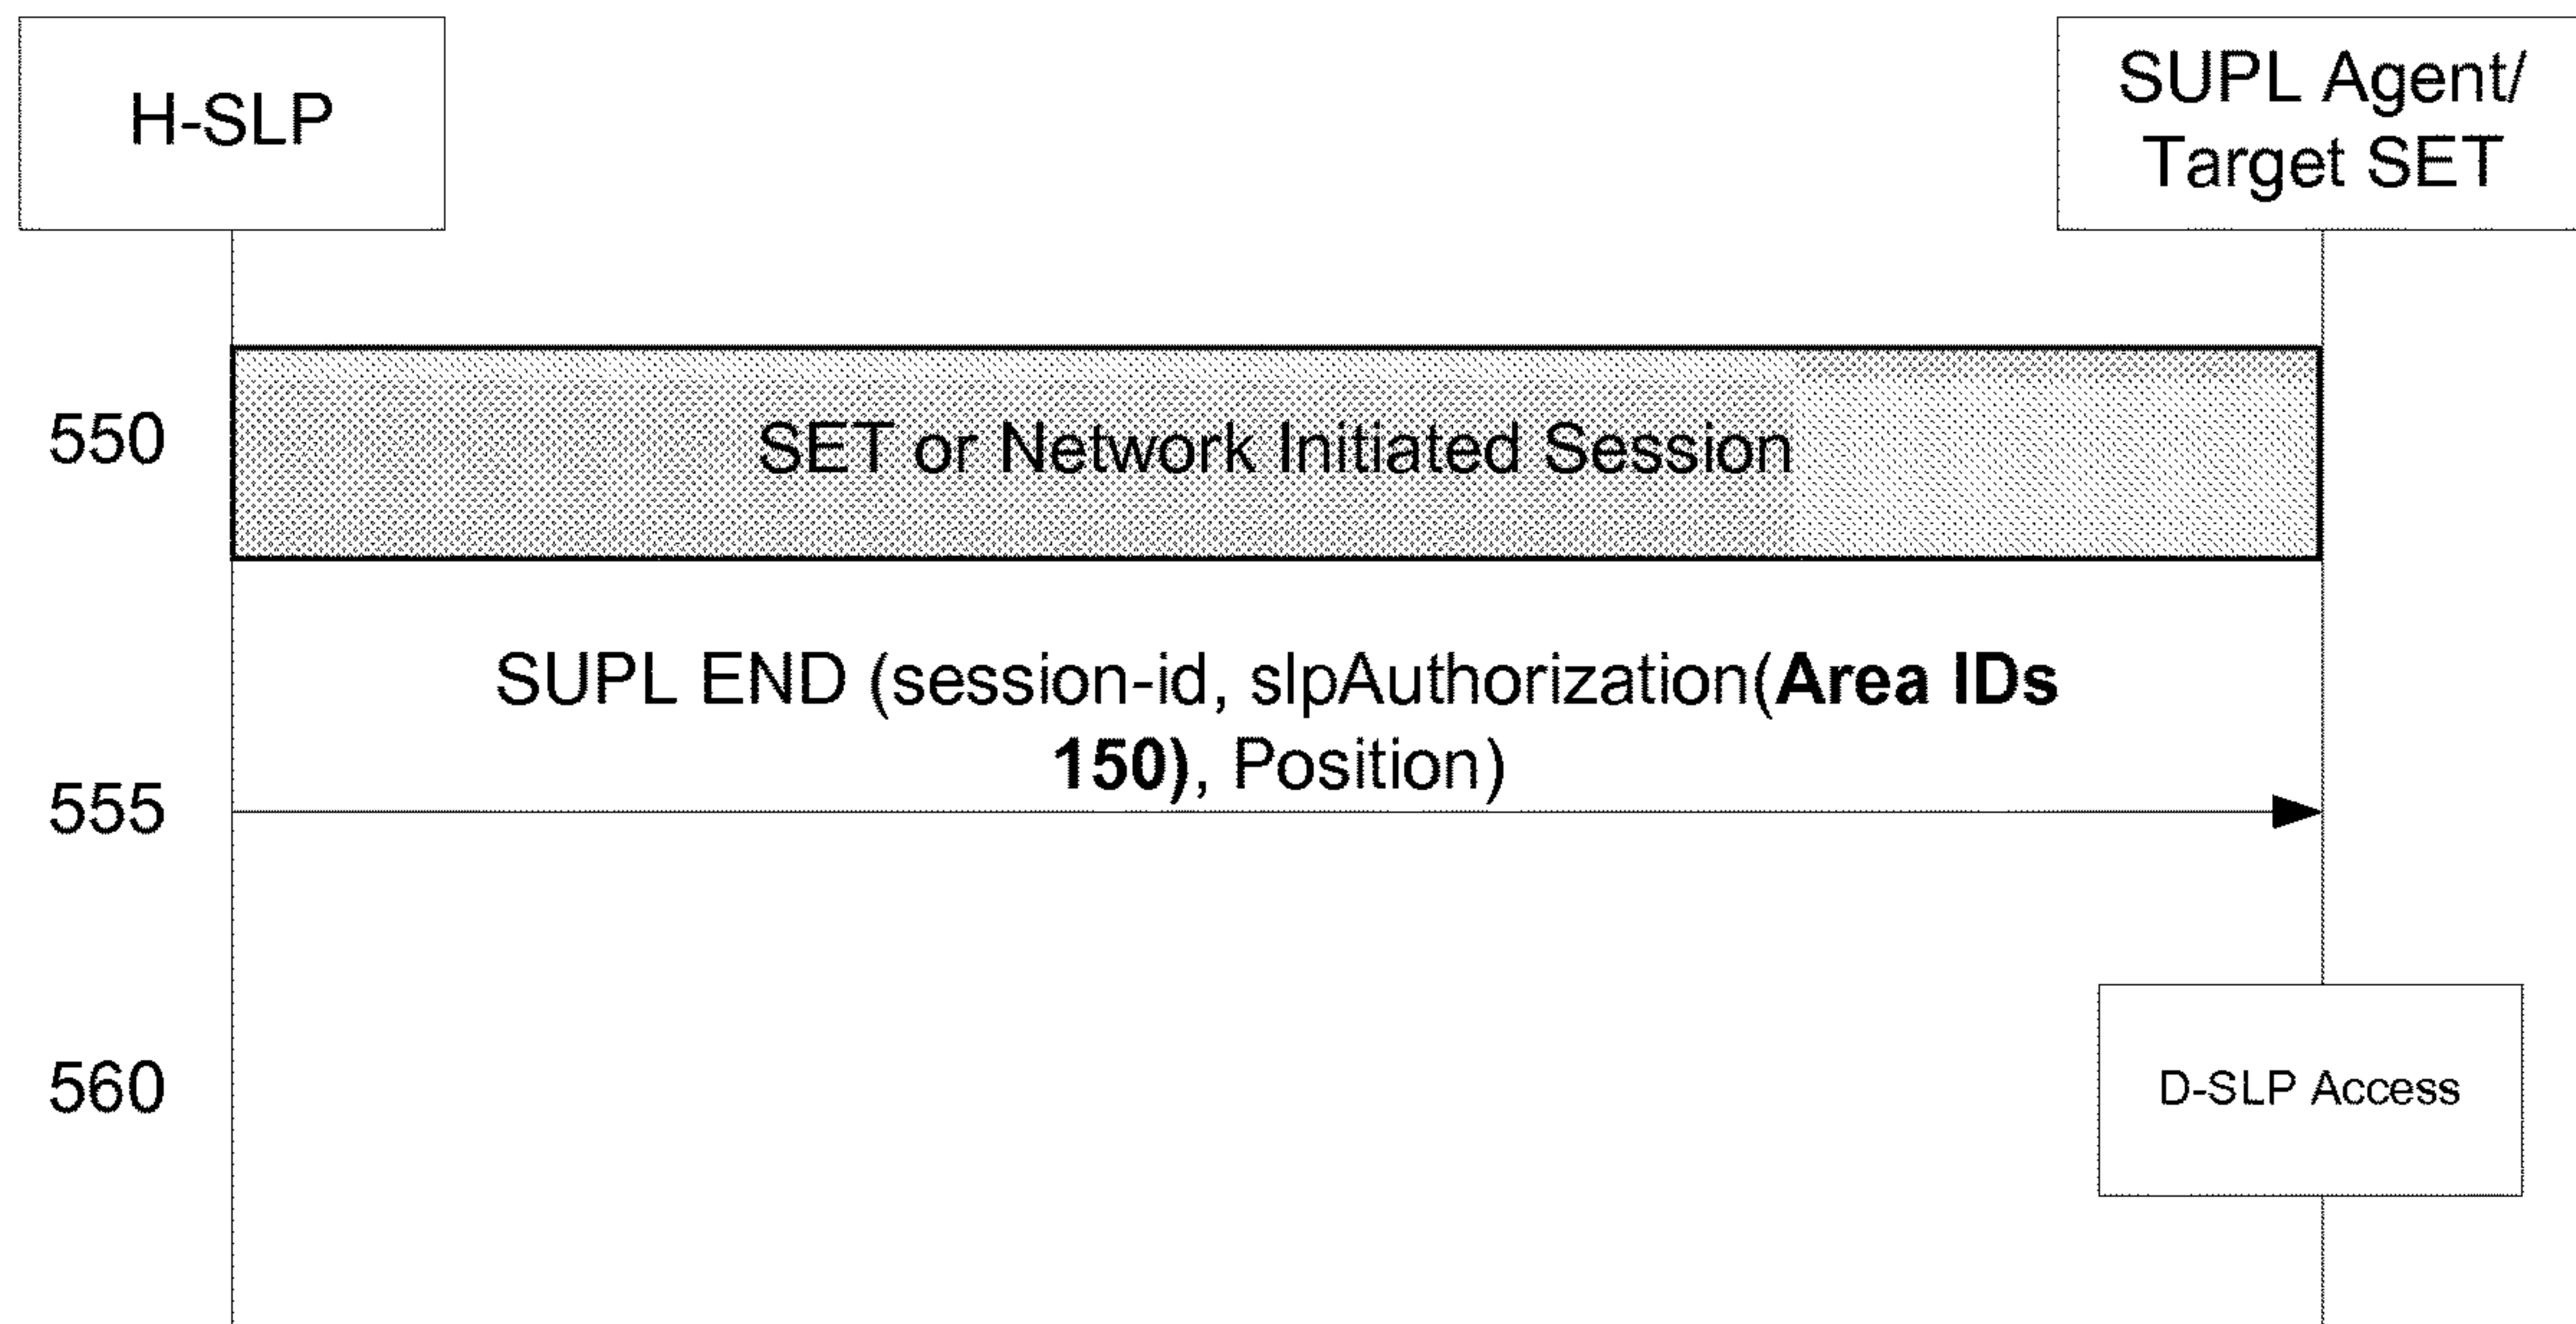 H-SLP
SUPL Agent/
Target SET
550
SET or Network Initiated Session
SUPL END (session-id, slpAuthorization(Area IDs
150), Position)
555
560
D-SLP Access